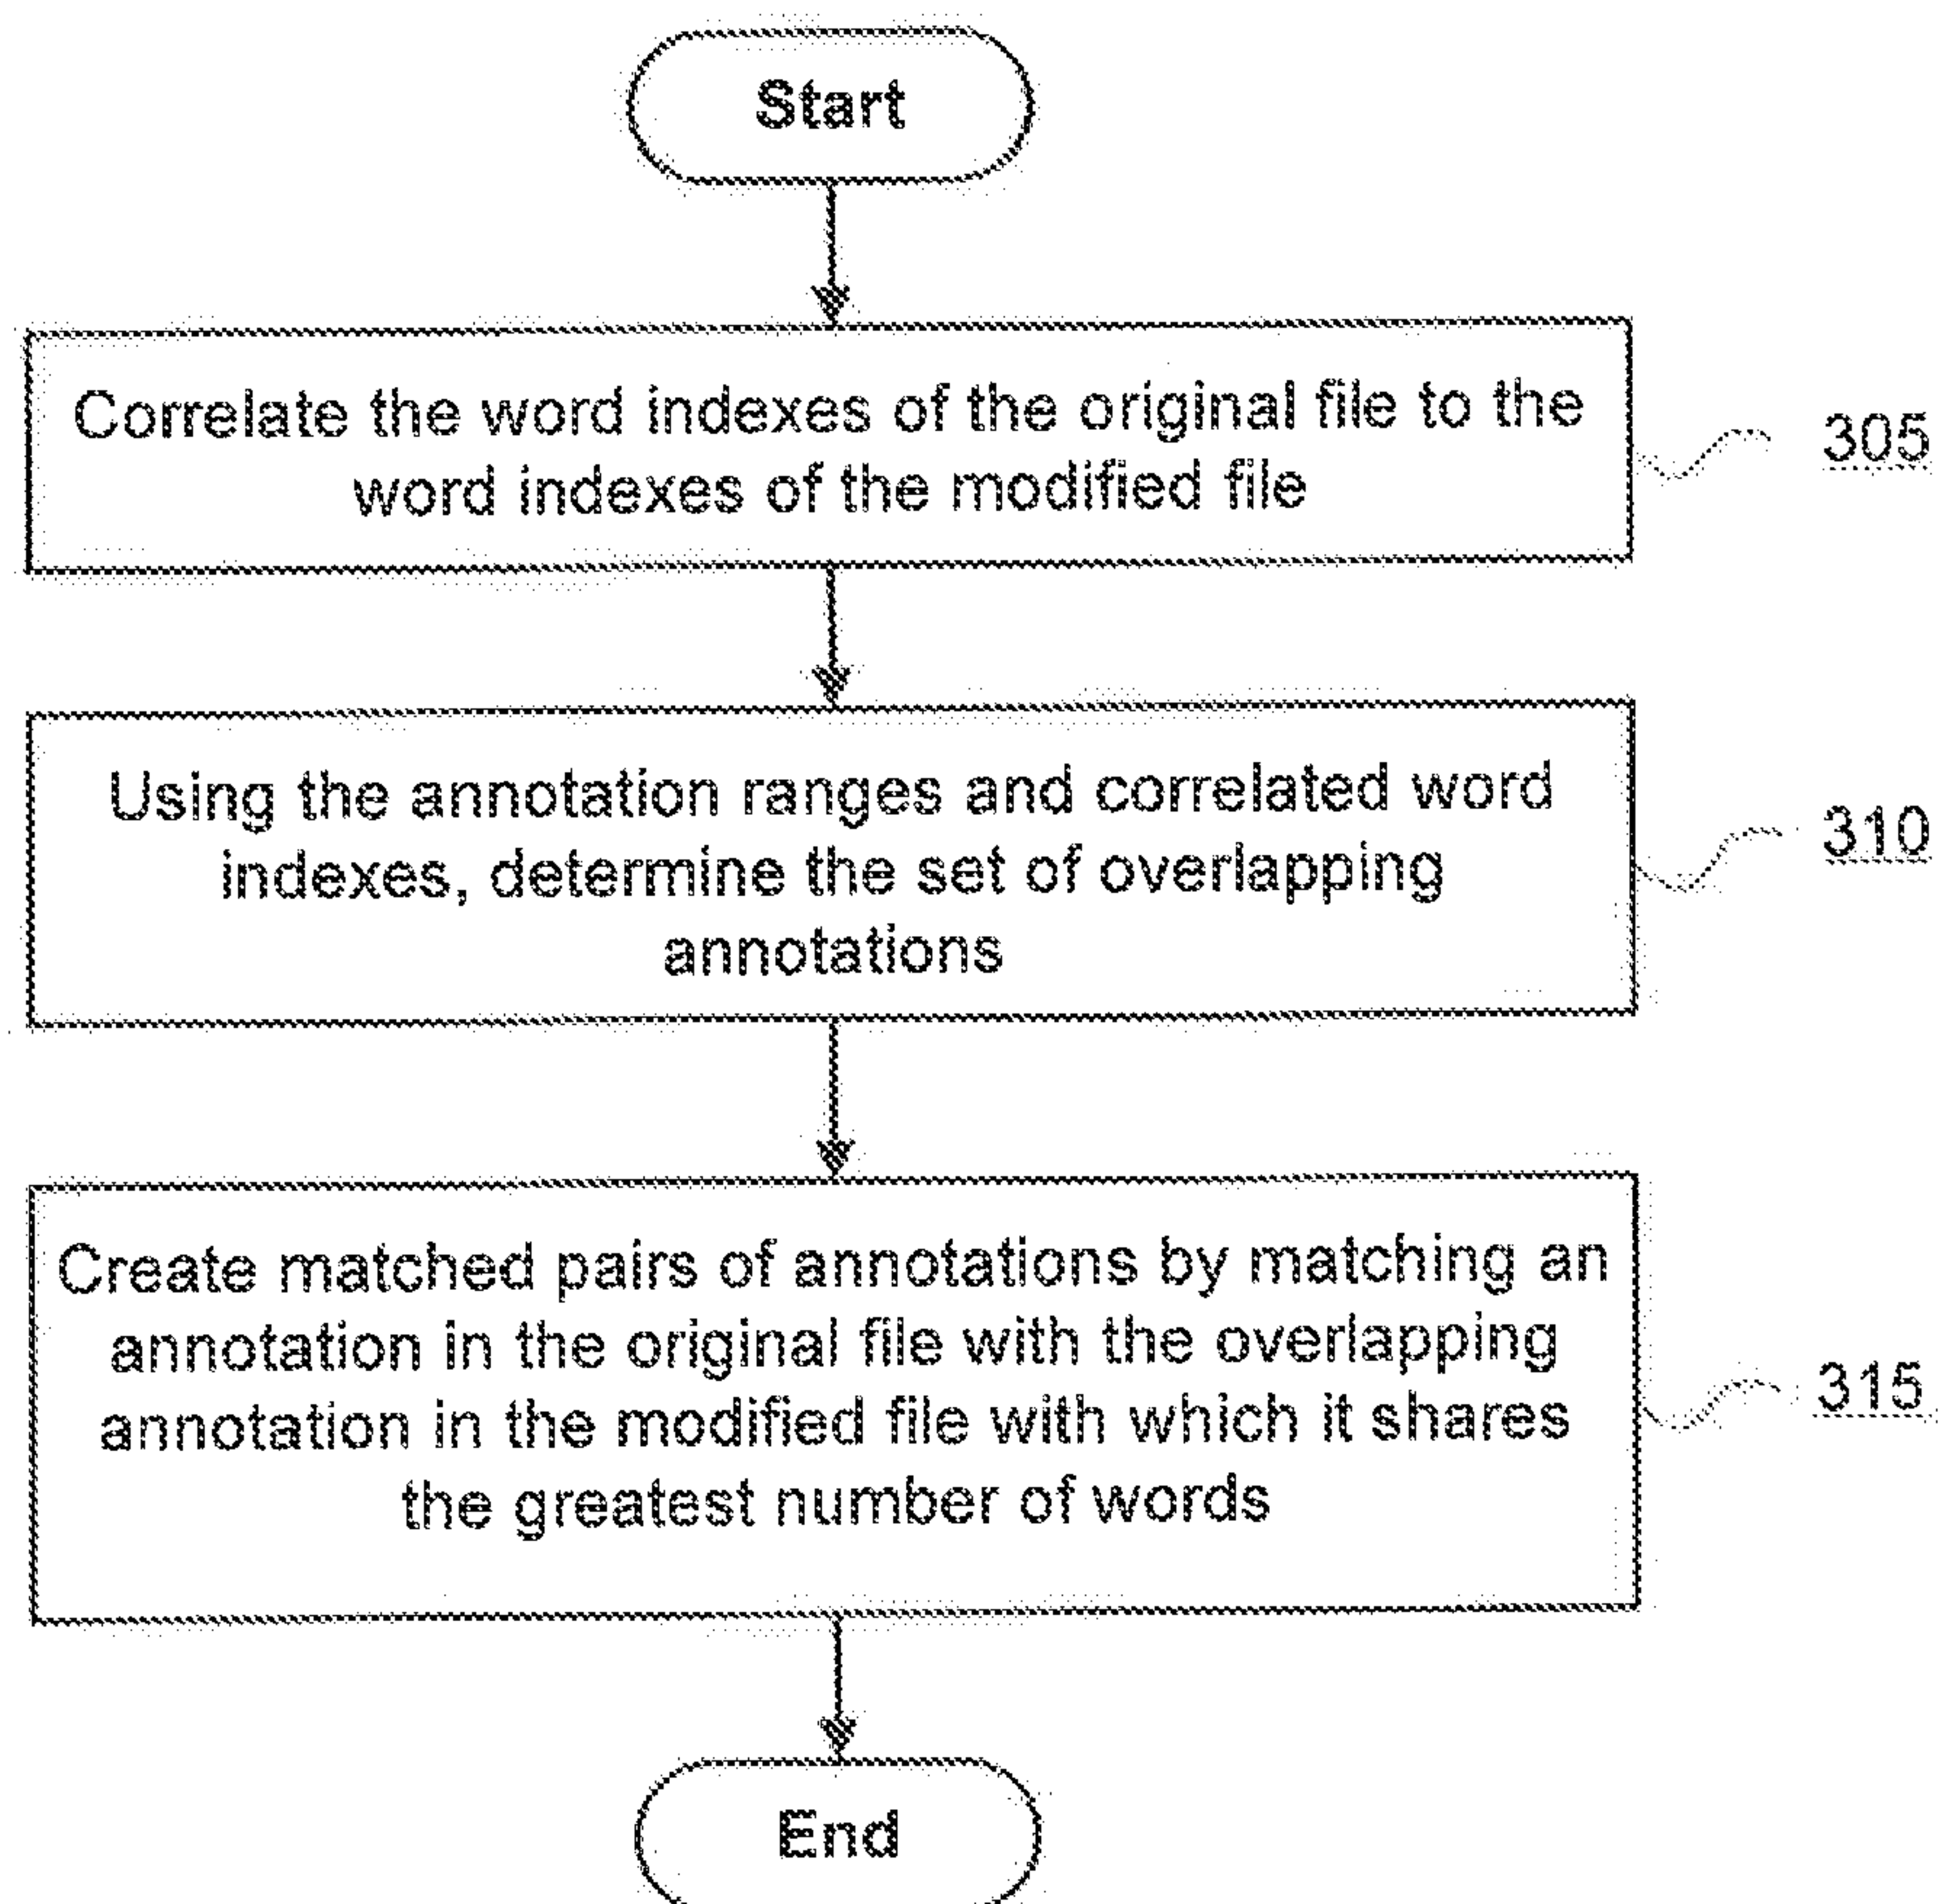 Start
Correlate the word indexes of the original file to the
word indexes of the modified file
305
Using the annotation ranges and correlated word
indexes, determine the set of overlapping
annotations
310
Create matched pairs of annotations by matching an
annotation in the original file with the overlapping
annotation in the modified file with which it shares
the greatest number of words
315
End